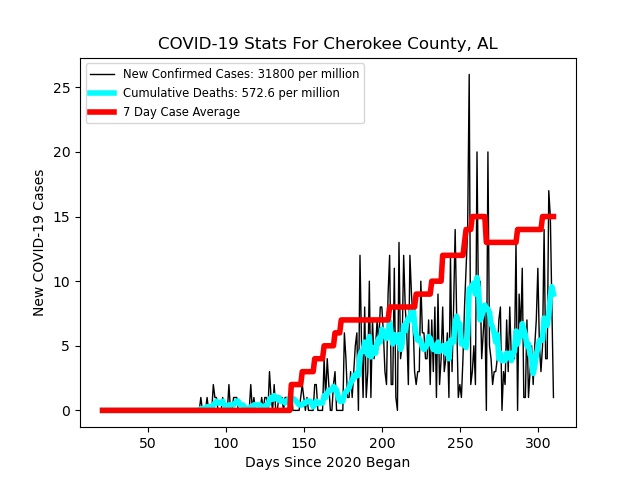 COVID-19 Stats For Cherokee County, AL
New Confirmed Cases: 31800 per million
Cumulative Deaths: 572.6 per million
7 Day Case Average
New COVID-19 Cases
25
20
15
10
5
0
50 100 150 200 250 300
Days Since 2020 Began